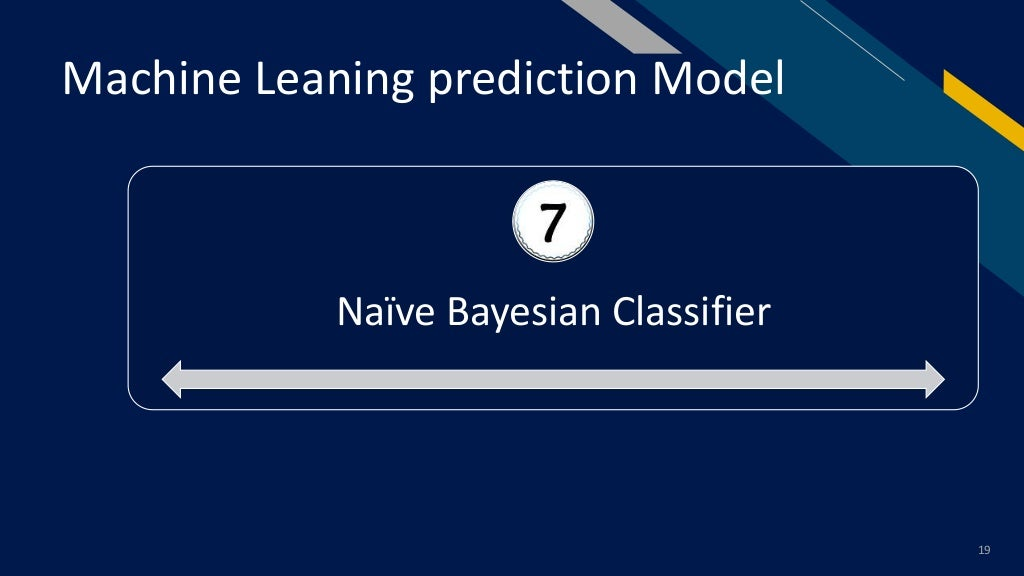 Machine Leaning prediction Model
7
Naïve Bayesian Classifier
19